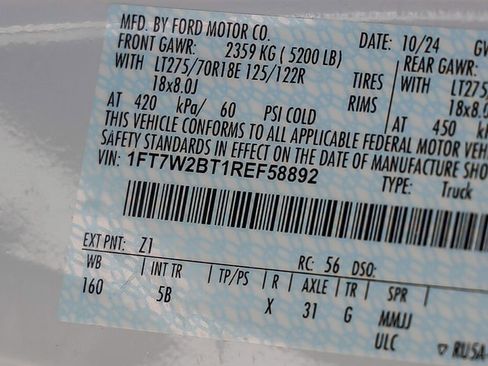 MFD. BY FORD MOTOR CO. DATE: 10/24
FRONT GAWR: 2359 KG ( 5200 LB) REAR GAWR:
WITH LT275/70R18E 125/122R TIRES WITH LT275/
18x8.0J RIMS 18x8.0
AT 420 kPa/ 60 PSI COLD AT 450 k
THIS VEHICLE CONFORMS TO ALL APPLICABLE FEDERAL MOTOR VEH
SAFETY STANDARDS IN EFFECT ON THE DATE OF MANUFACTURE SHO
VIN: 1FT7W2BT1REF58892
TYPE: Truck
EXT PNT: Z1 RC: 56 DSO:
WB INT TR TP/PS R AXLE TR SPR
160 5B X 31 G MMJJ
ULC